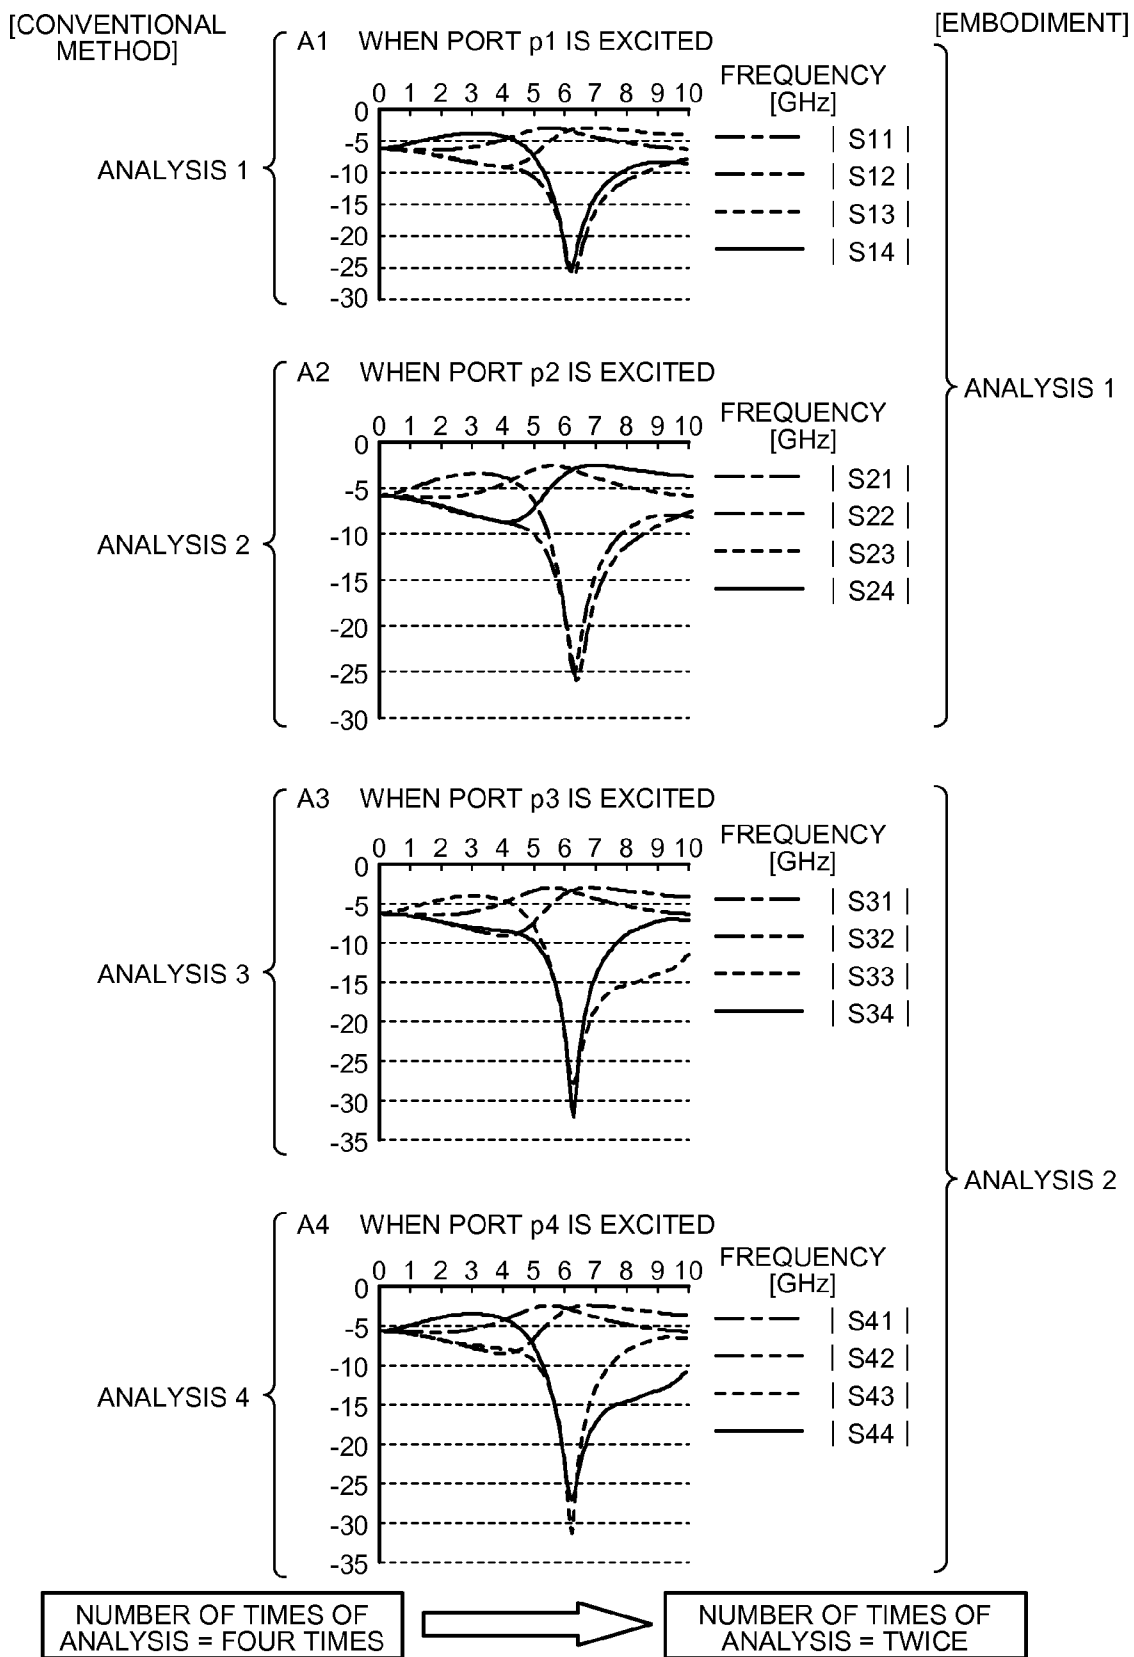 [CONVENTIONAL
METHOD]
[EMBODIMENT]
A1 WHEN PORT p1 IS EXCITED
FREQUENCY
[GHz]
0 1 2 3 4 5 6 7 8 9 10
0
-5
-10
-15
-20
-25
-30
| S11 |
| S12 |
| S13 |
| S14 |
ANALYSIS 1
A2 WHEN PORT p2 IS EXCITED
FREQUENCY
[GHz]
0 1 2 3 4 5 6 7 8 9 10
0
-5
-10
-15
-20
-25
-30
| S21 |
| S22 |
| S23 |
| S24 |
ANALYSIS 2
ANALYSIS 1
A3 WHEN PORT p3 IS EXCITED
FREQUENCY
[GHz]
0 1 2 3 4 5 6 7 8 9 10
0
-5
-10
-15
-20
-25
-30
-35
| S31 |
| S32 |
| S33 |
| S34 |
ANALYSIS 3
A4 WHEN PORT p4 IS EXCITED
FREQUENCY
[GHz]
0 1 2 3 4 5 6 7 8 9 10
0
-5
-10
-15
-20
-25
-30
-35
| S41 |
| S42 |
| S43 |
| S44 |
ANALYSIS 4
ANALYSIS 2
NUMBER OF TIMES OF
ANALYSIS = FOUR TIMES
NUMBER OF TIMES OF
ANALYSIS = TWICE